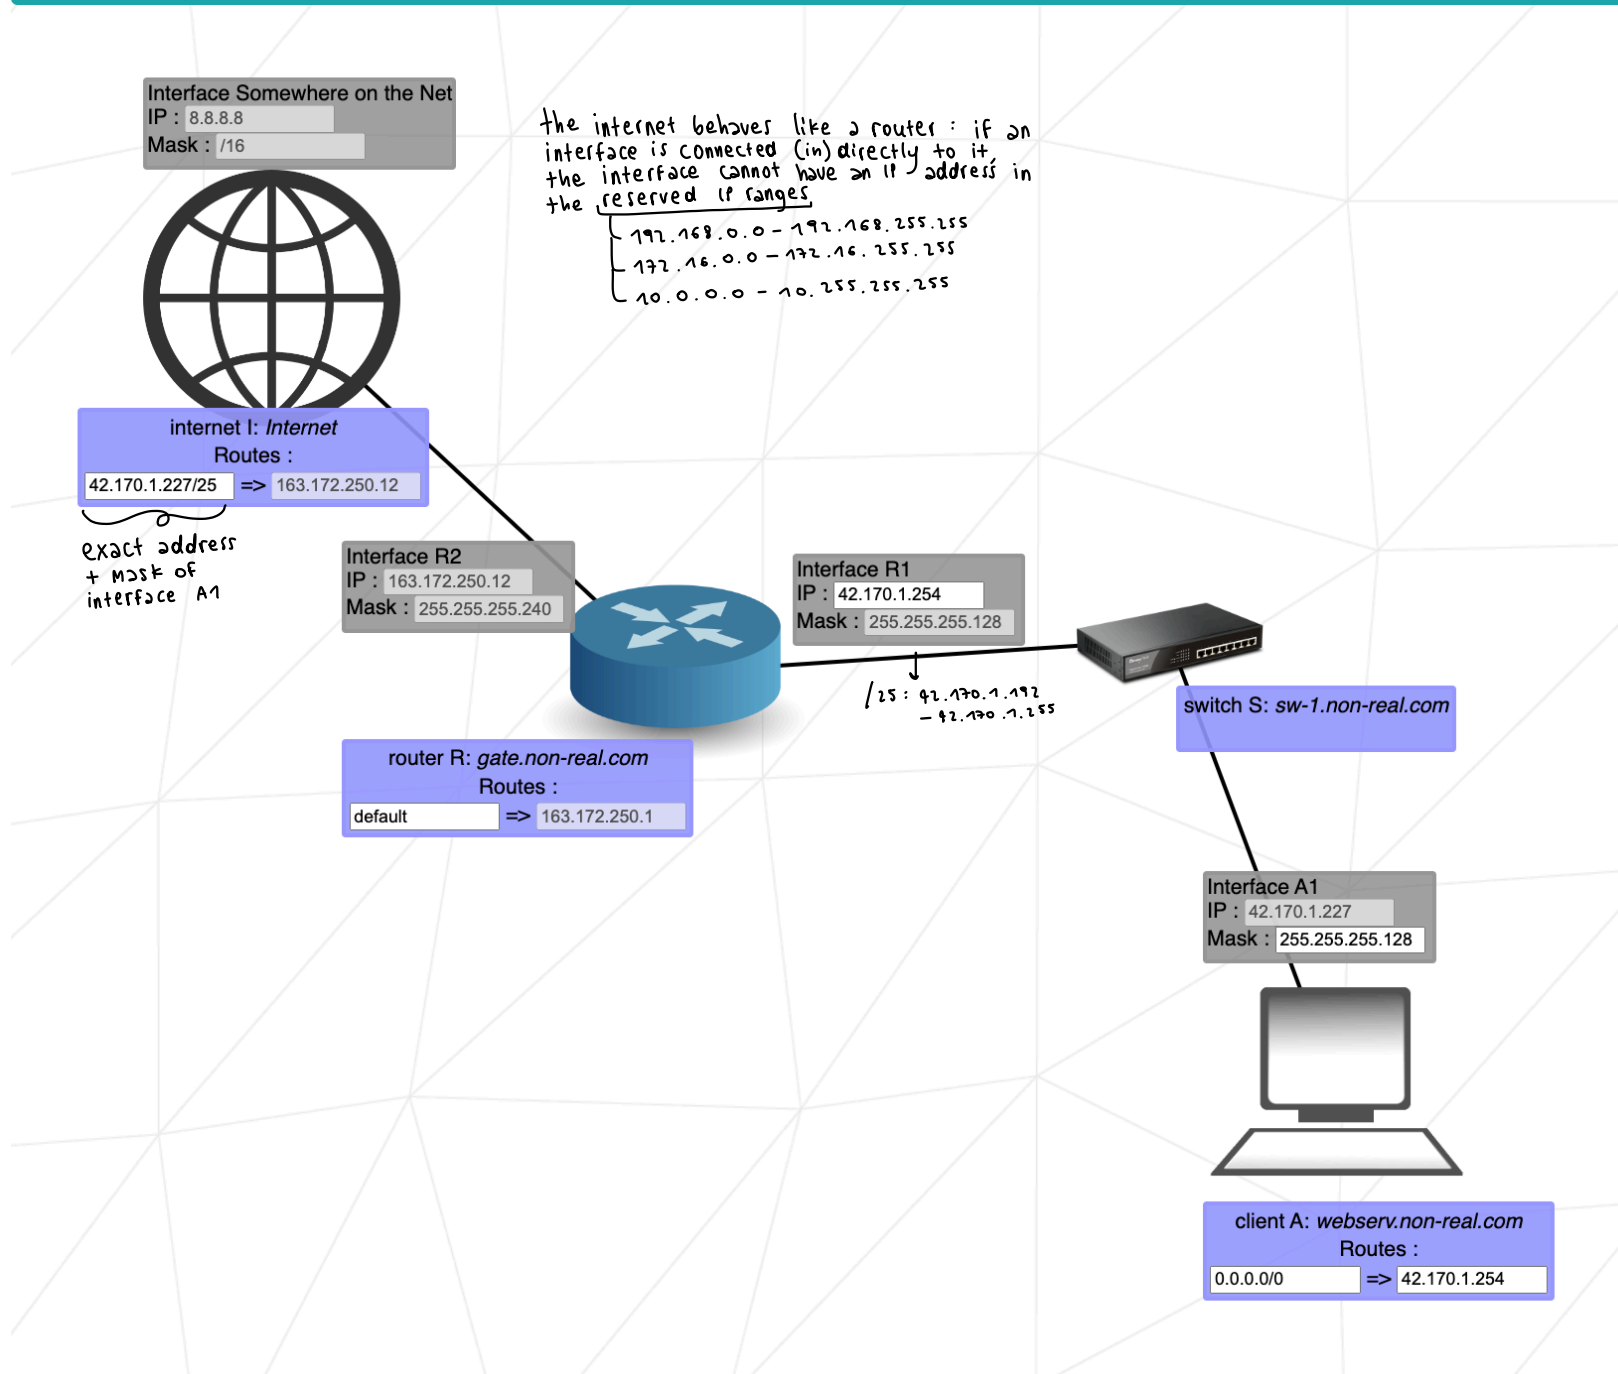 Interface Somewhere on the Net
IP : 8.8.8.8
Mask : /16
the internet behaves like a router : if an
interface is connected (in)directly to it,
the interface cannot have an IP address in
the reserved IP ranges
192.168.0.0 - 192.168.255.255
172.16.0.0 - 172.16.255.255
10.0.0.0 - 10.255.255.255
internet I: Internet
Routes :
42.170.1.227/25 => 163.172.250.12
exact address
+ mask of
interface A1
Interface R2
IP : 163.172.250.12
Mask : 255.255.255.240
Interface R1
IP : 42.170.1.254
Mask : 255.255.255.128
/25 : 42.170.1.192
- 42.170.1.255
switch S: sw-1.non-real.com
router R: gate.non-real.com
Routes :
default => 163.172.250.1
Interface A1
IP : 42.170.1.227
Mask : 255.255.255.128
client A: webserv.non-real.com
Routes :
0.0.0.0/0 => 42.170.1.254